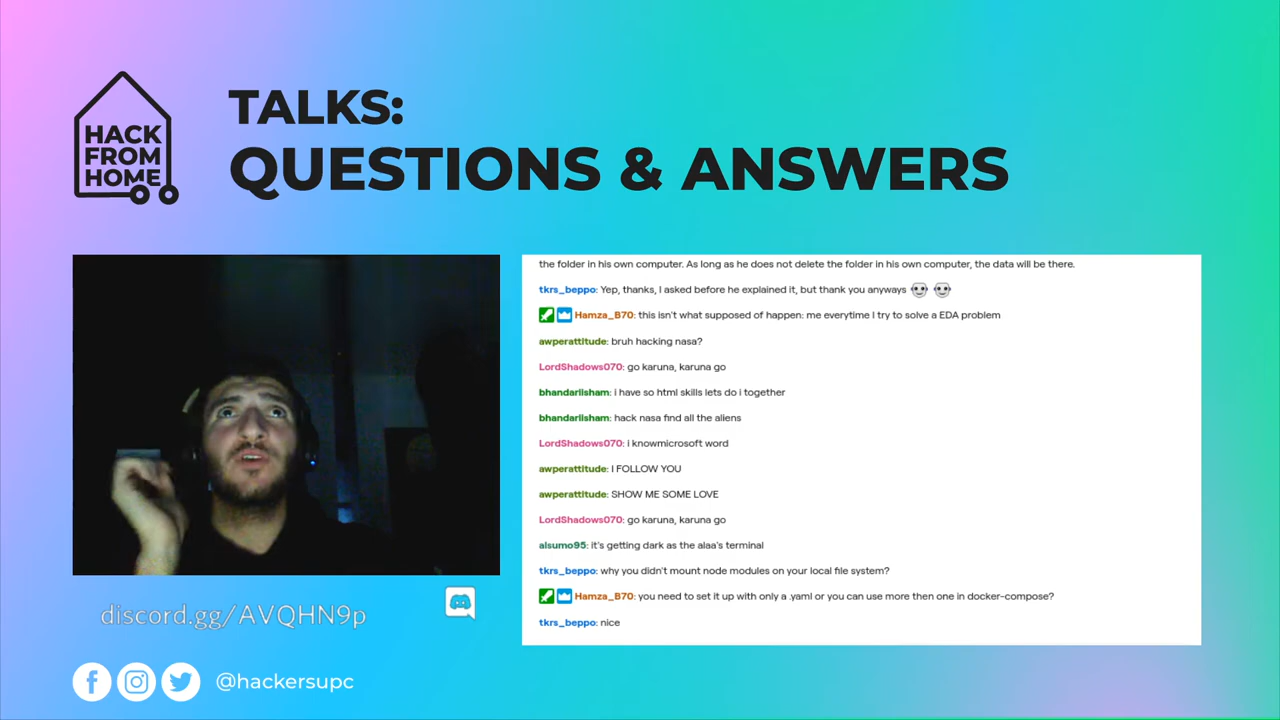 HACK
FROM
HOME
TALKS:
QUESTIONS & ANSWERS
the folder in his own computer. As long as he does not delete the folder in his own computer, the data will be there.
tkrs_beppo: Yep, thanks, I asked before he explained it, but thank you anyways
Hamza_B70: this isn't what supposed of happen: me everytime I try to solve a EDA problem
awperattitude: bruh hacking nasa?
LordShadows070: go karuna, karuna go
bhandariisham: i have so html skills lets do i together
bhandariisham: hack nasa find all the aliens
LordShadows070: i knowmicrosoft word
awperattitude: I FOLLOW YOU
awperattitude: SHOW ME SOME LOVE
LordShadows070: go karuna, karuna go
alsumo95: it's getting dark as the alaa's terminal
tkrs_beppo: why you didn't mount node modules on your local file system?
Hamza_B70: you need to set it up with only a .yaml or you can use more then one in docker-compose?
tkrs_beppo: nice
discord.gg/AVQHN9p
@hackersupc